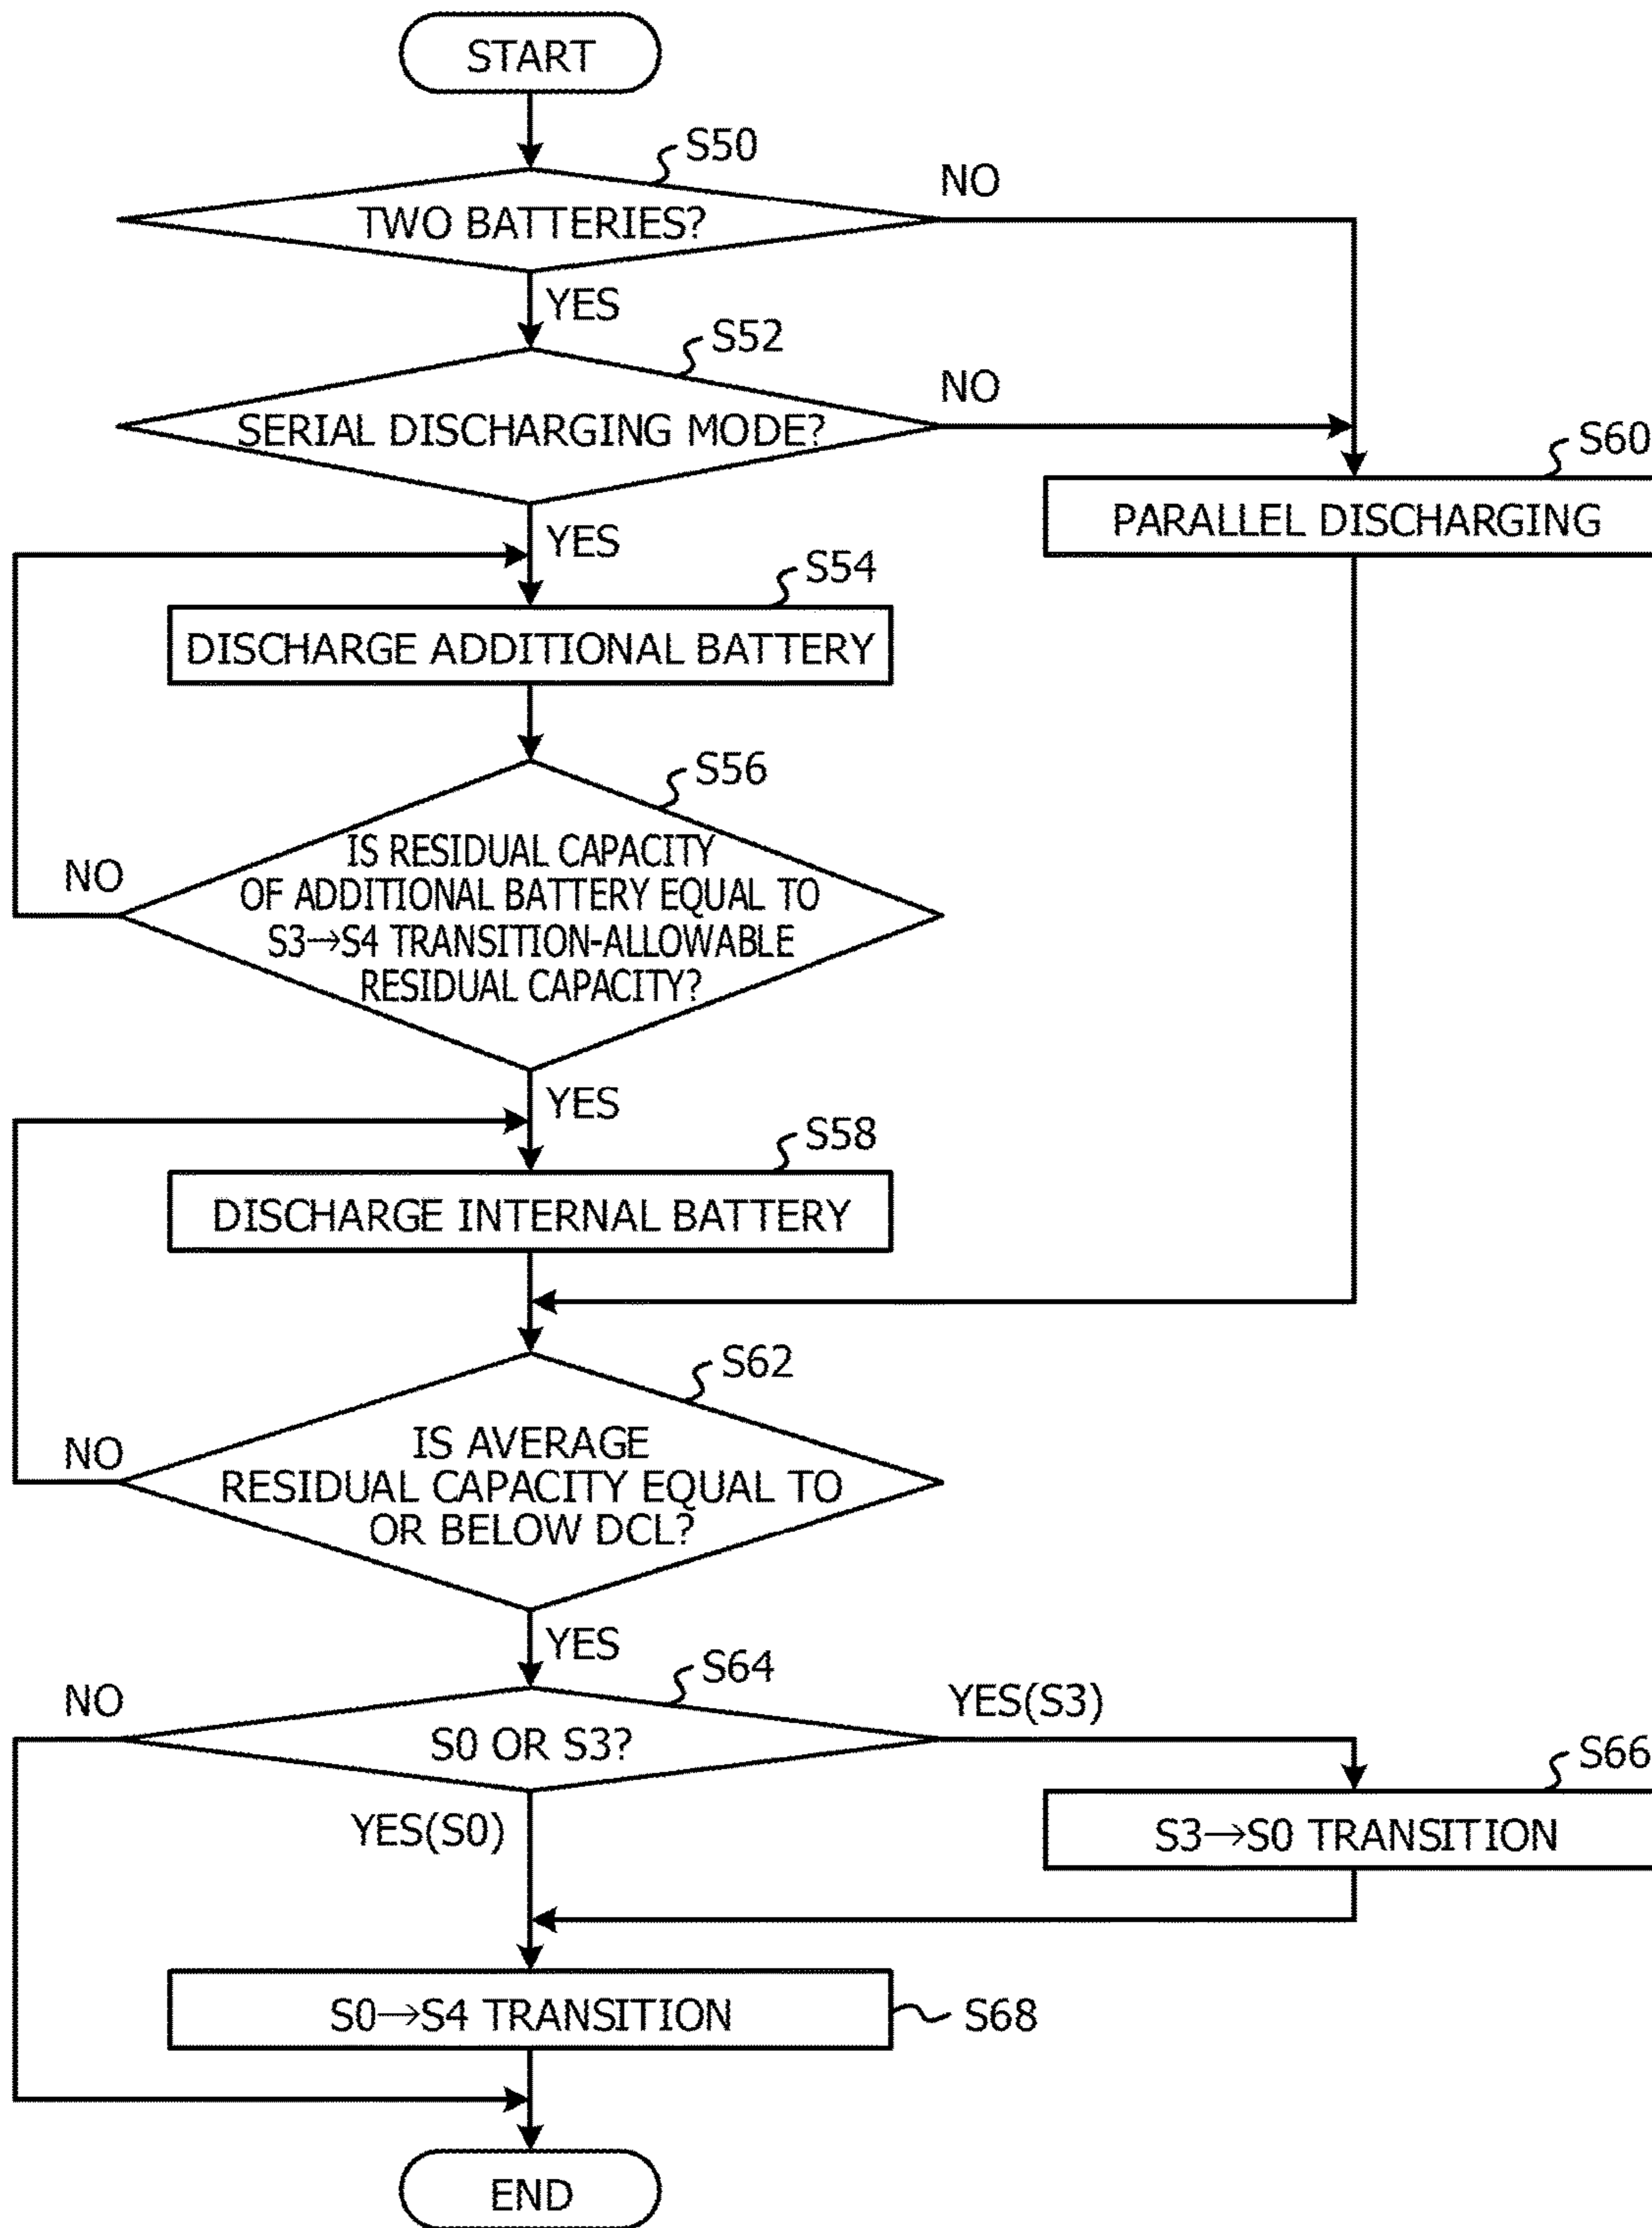 START
S50
NO
TWO BATTERIES?
YES
S52
NO
SERIAL DISCHARGING MODE?
S60
PARALLEL DISCHARGING
YES
S54
DISCHARGE ADDITIONAL BATTERY
S56
IS RESIDUAL CAPACITY
OF ADDITIONAL BATTERY EQUAL TO
S3→S4 TRANSITION-ALLOWABLE
RESIDUAL CAPACITY?
NO
YES
S58
DISCHARGE INTERNAL BATTERY
S62
IS AVERAGE
RESIDUAL CAPACITY EQUAL TO
OR BELOW DCL?
NO
YES
S64
NO
YES(S3)
S0 OR S3?
S66
S3→S0 TRANSITION
YES(S0)
S0→S4 TRANSITION
S68
END